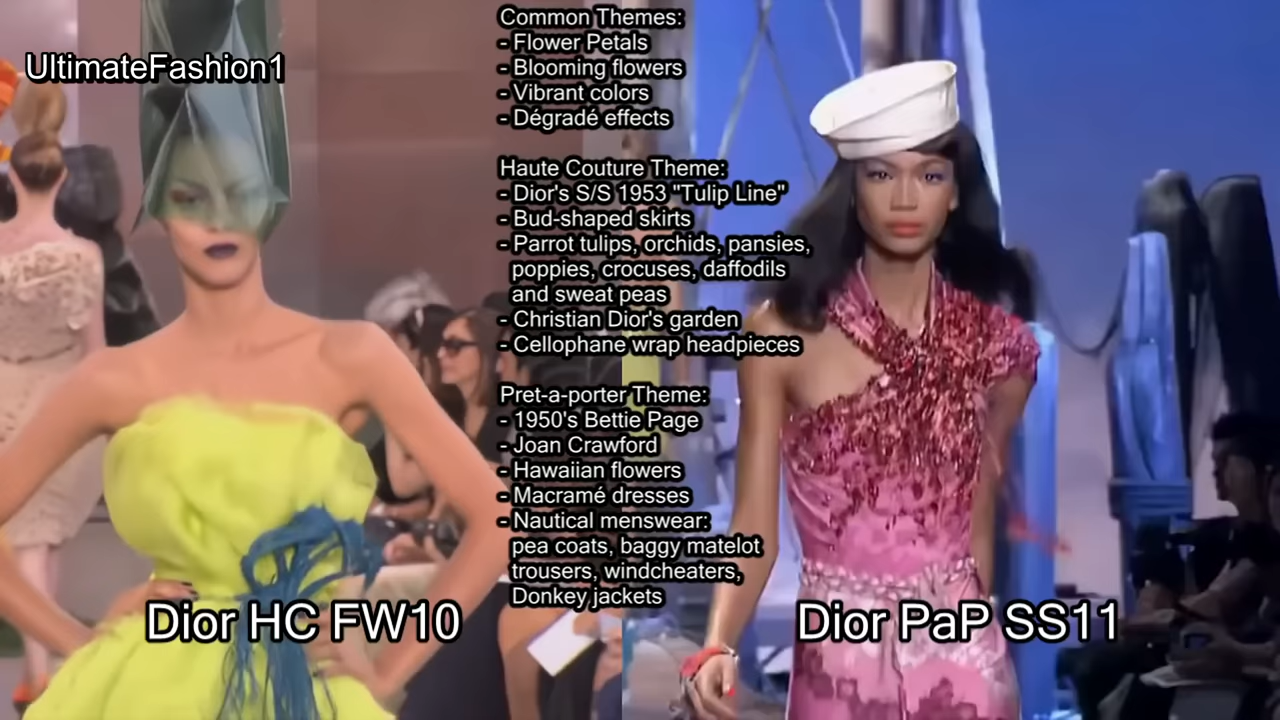 UltimateFashion1
Common Themes:
- Flower Petals
- Blooming flowers
- Vibrant colors
- Dégradé effects
Haute Couture Theme:
- Dior's S/S 1953 "Tulip Line"
- Bud-shaped skirts
- Parrot tulips, orchids, pansies,
poppies, crocuses, daffodils
and sweat peas
- Christian Dior's garden
- Cellophane wrap headpieces
Pret-a-porter Theme:
- 1950's Bettie Page
- Joan Crawford
- Hawaiian flowers
- Macramé dresses
- Nautical menswear:
pea coats, baggy matelot
trousers, windcheaters,
Donkey jackets
Dior HC FW10
Dior PaP SS11